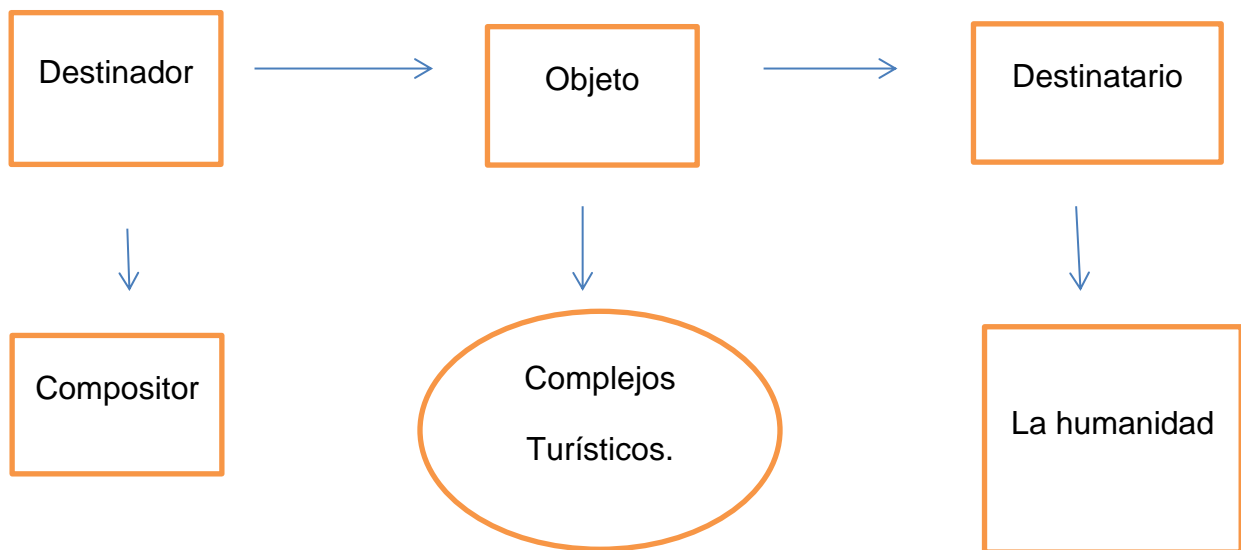 Destinador
Objeto
Destinatario
Compositor
Complejos
Turísticos.
La humanidad